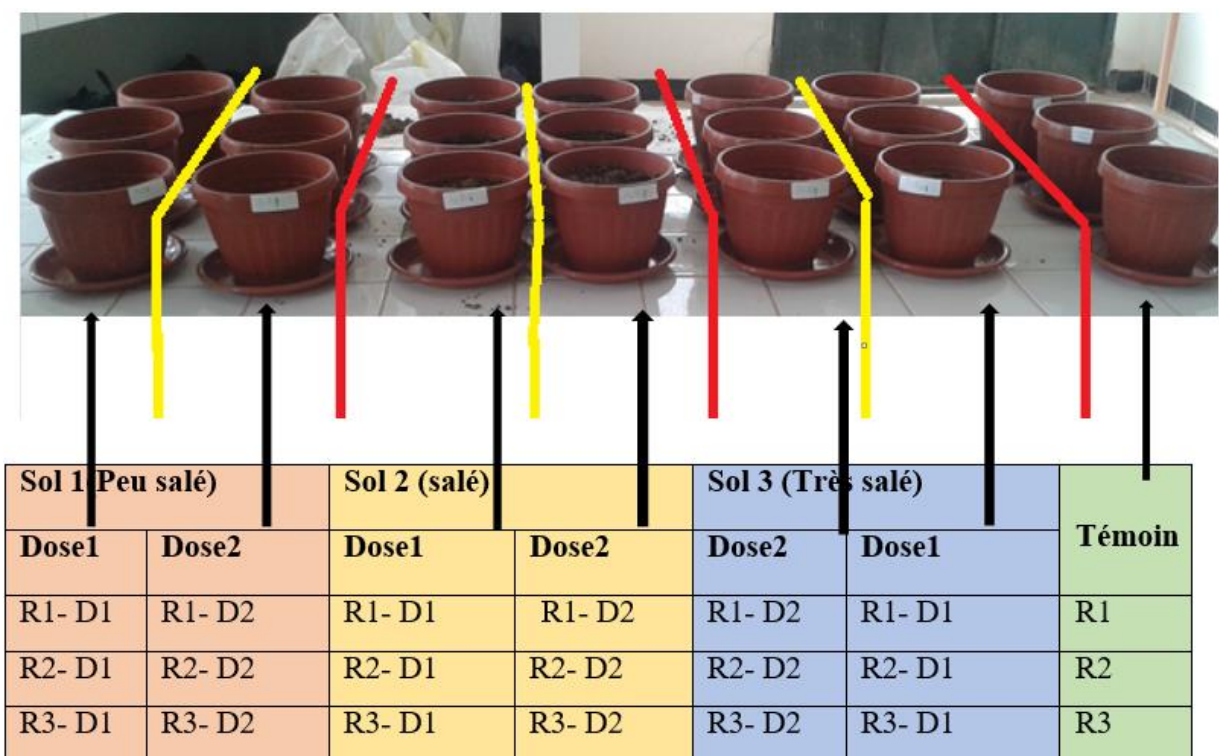 Sol 1 (Peu salé) Sol 2 (salé) Sol 3 (Très salé) Témoin
Dose1 Dose2 Dose1 Dose2 Dose2 Dose1
R1- D1 R1- D2 R1- D1 R1- D2 R1- D2 R1- D1 R1
R2- D1 R2- D2 R2- D1 R2- D2 R2- D2 R2- D1 R2
R3- D1 R3- D2 R3- D1 R3- D2 R3- D2 R3- D1 R3